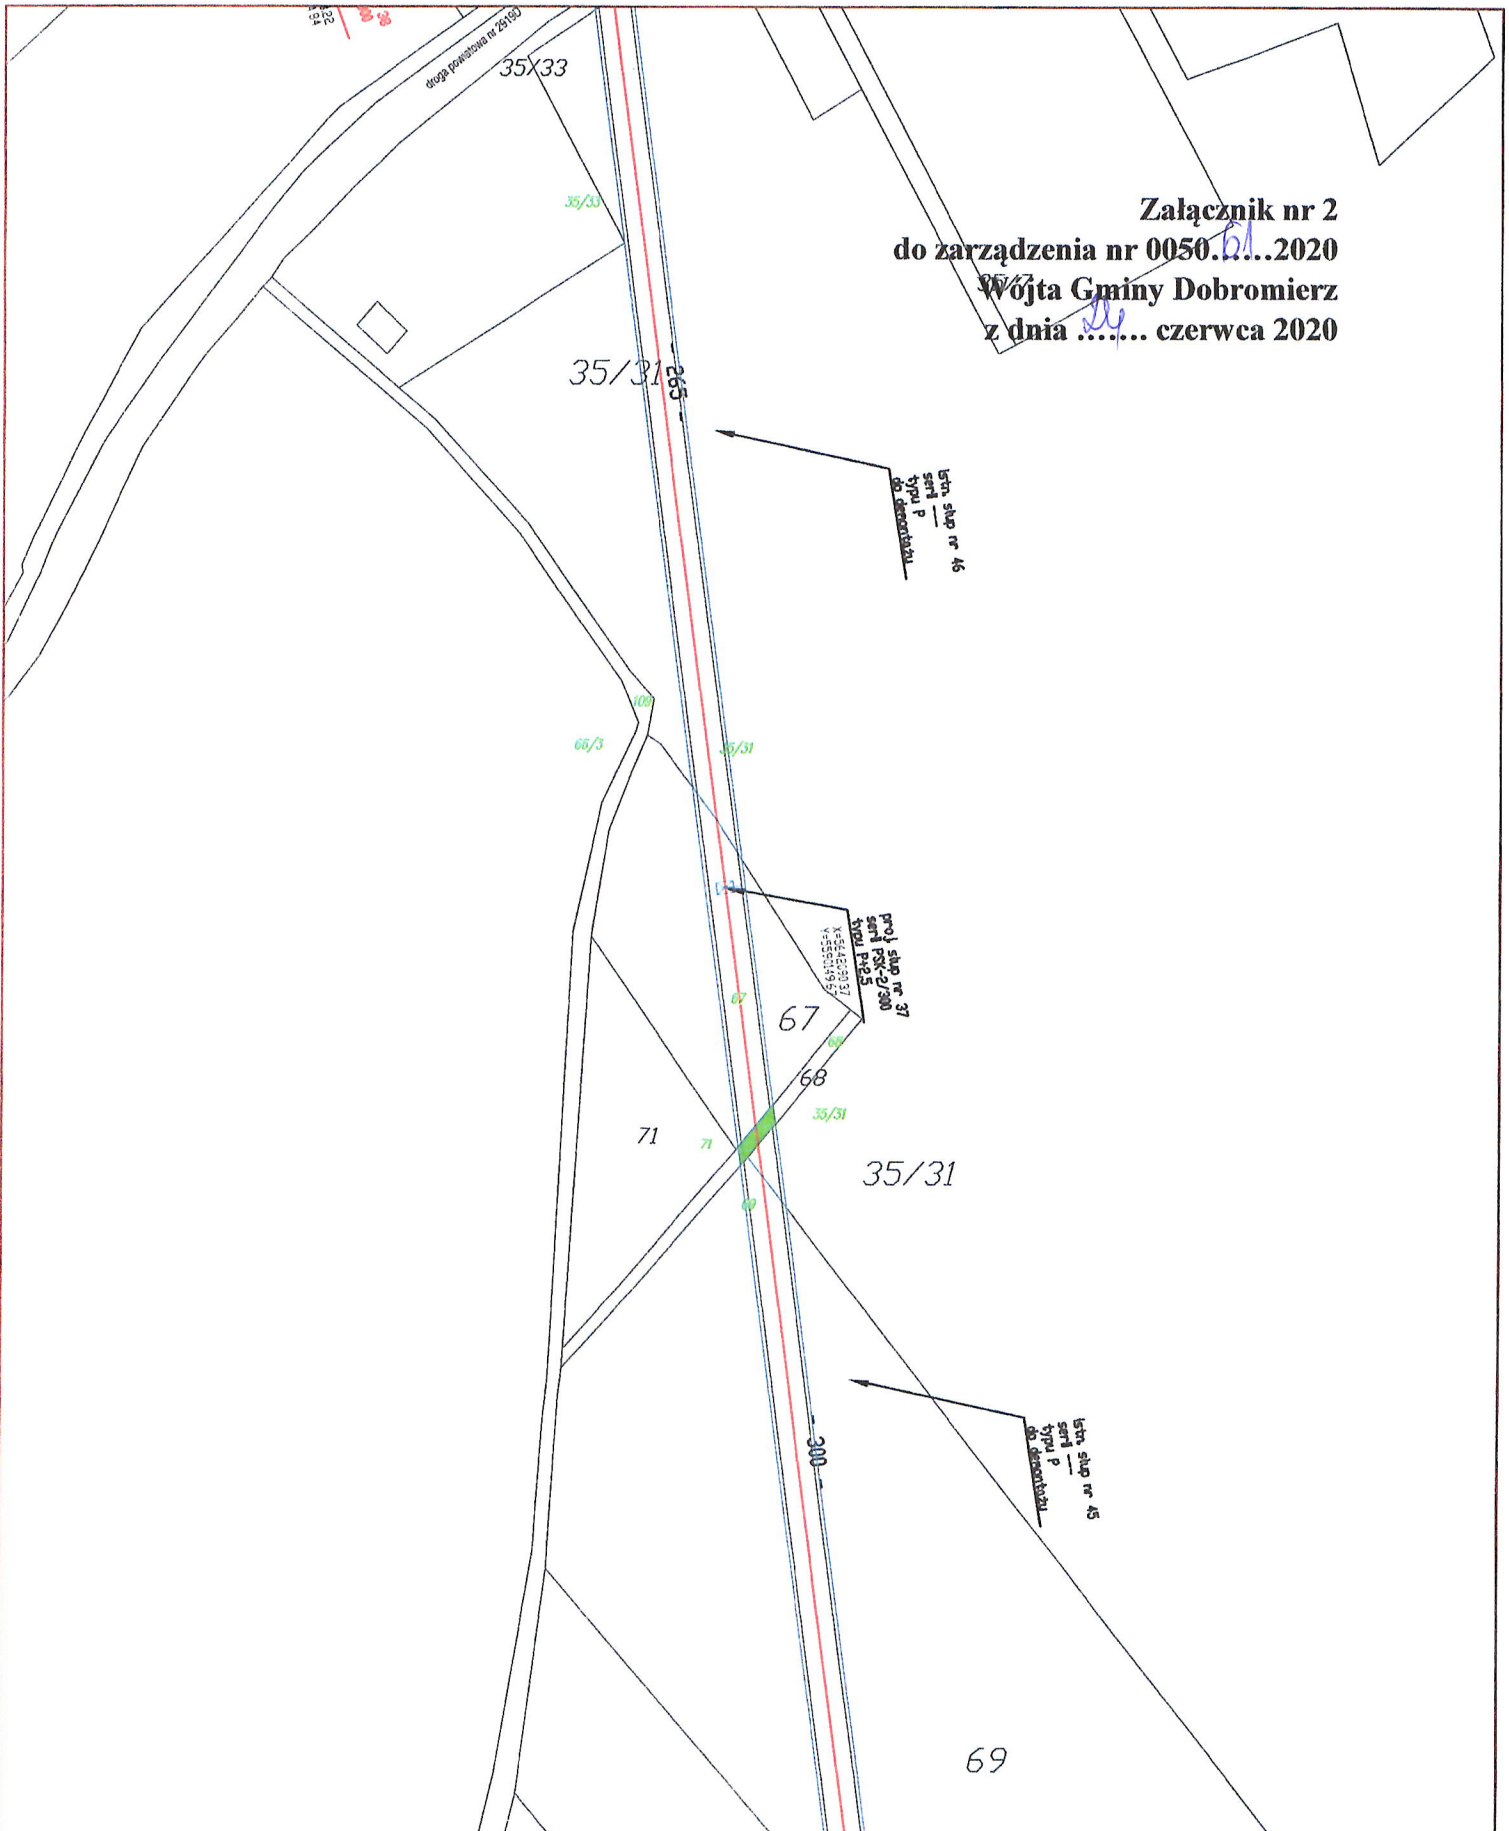 droga powiatowa nr 2919D
35/33
35/33
Załącznik nr 2
do zarządzenia nr 0050.61....2020
Wójta Gminy Dobromierz
z dnia 24 czerwca 2020
35/31
- 265 -
istn. słup nr 46
serii ---
typu P
do demontażu
109
66/3
35/31
proj. słup nr 37
serii PSK-2/300
typu P+2.5
67
67
68
68
35/31
71
71
35/31
69
- 300 -
istn. słup nr 45
serii ---
typu P
do demontażu
69